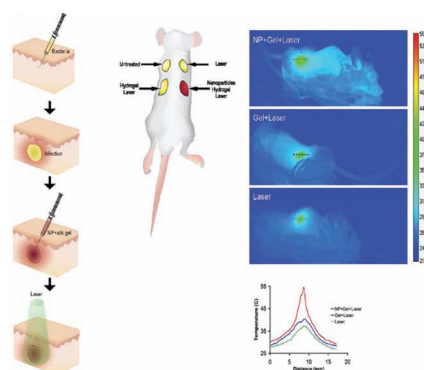 Bacteria
Infection
NP+silk gel
Laser
Untreated
Laser
Hydrogel
Laser
Nanoparticles
Hydrogel
Laser
NP+Gel+Laser
Gel+Laser
Laser
55
Temperature (C)
55
45
35
25
0
5
10
15
20
NP+Gel+Laser
Gel+Laser
Laser
Distance (mm)